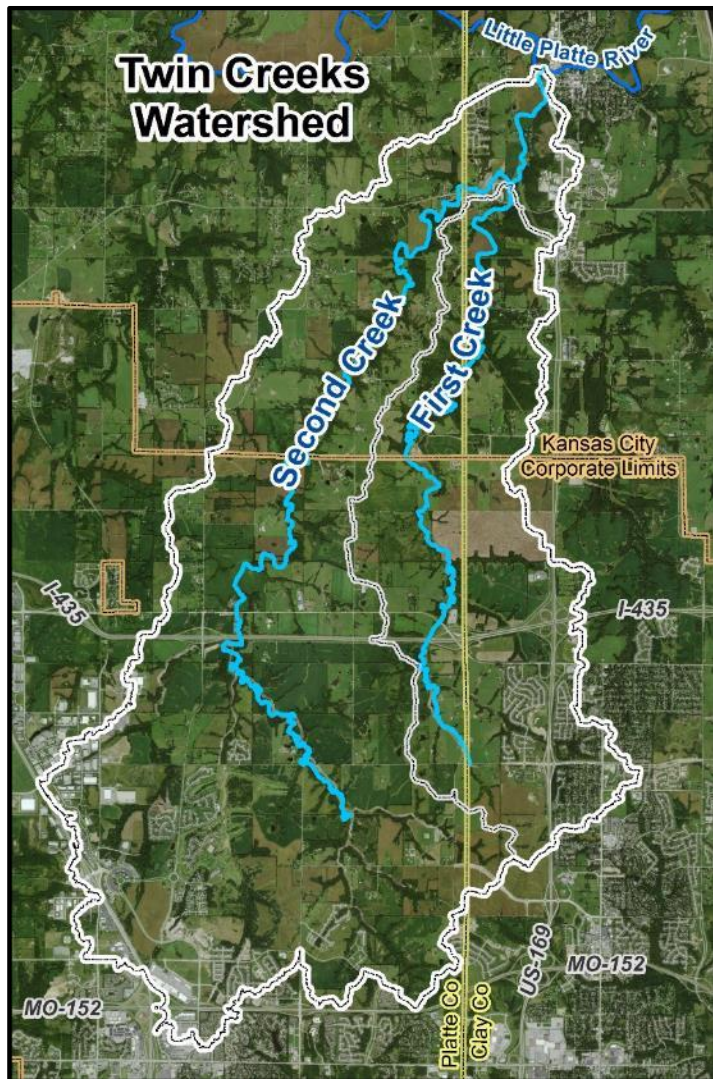 Little Platte River
Twin Creeks
Watershed
Second Creek
First Creek
Kansas City
Corporate Limits
I-435
I-435
US-169
MO-152
MO-152
Platte Co
Clay Co